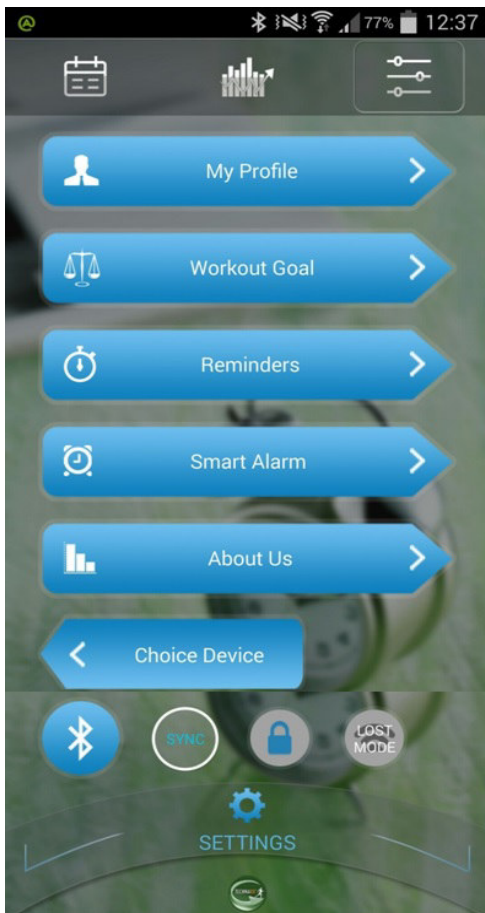 77% 12:37
My Profile
Workout Goal
Reminders
Smart Alarm
About Us
Choice Device
SYNC
LOST
MODE
SETTINGS